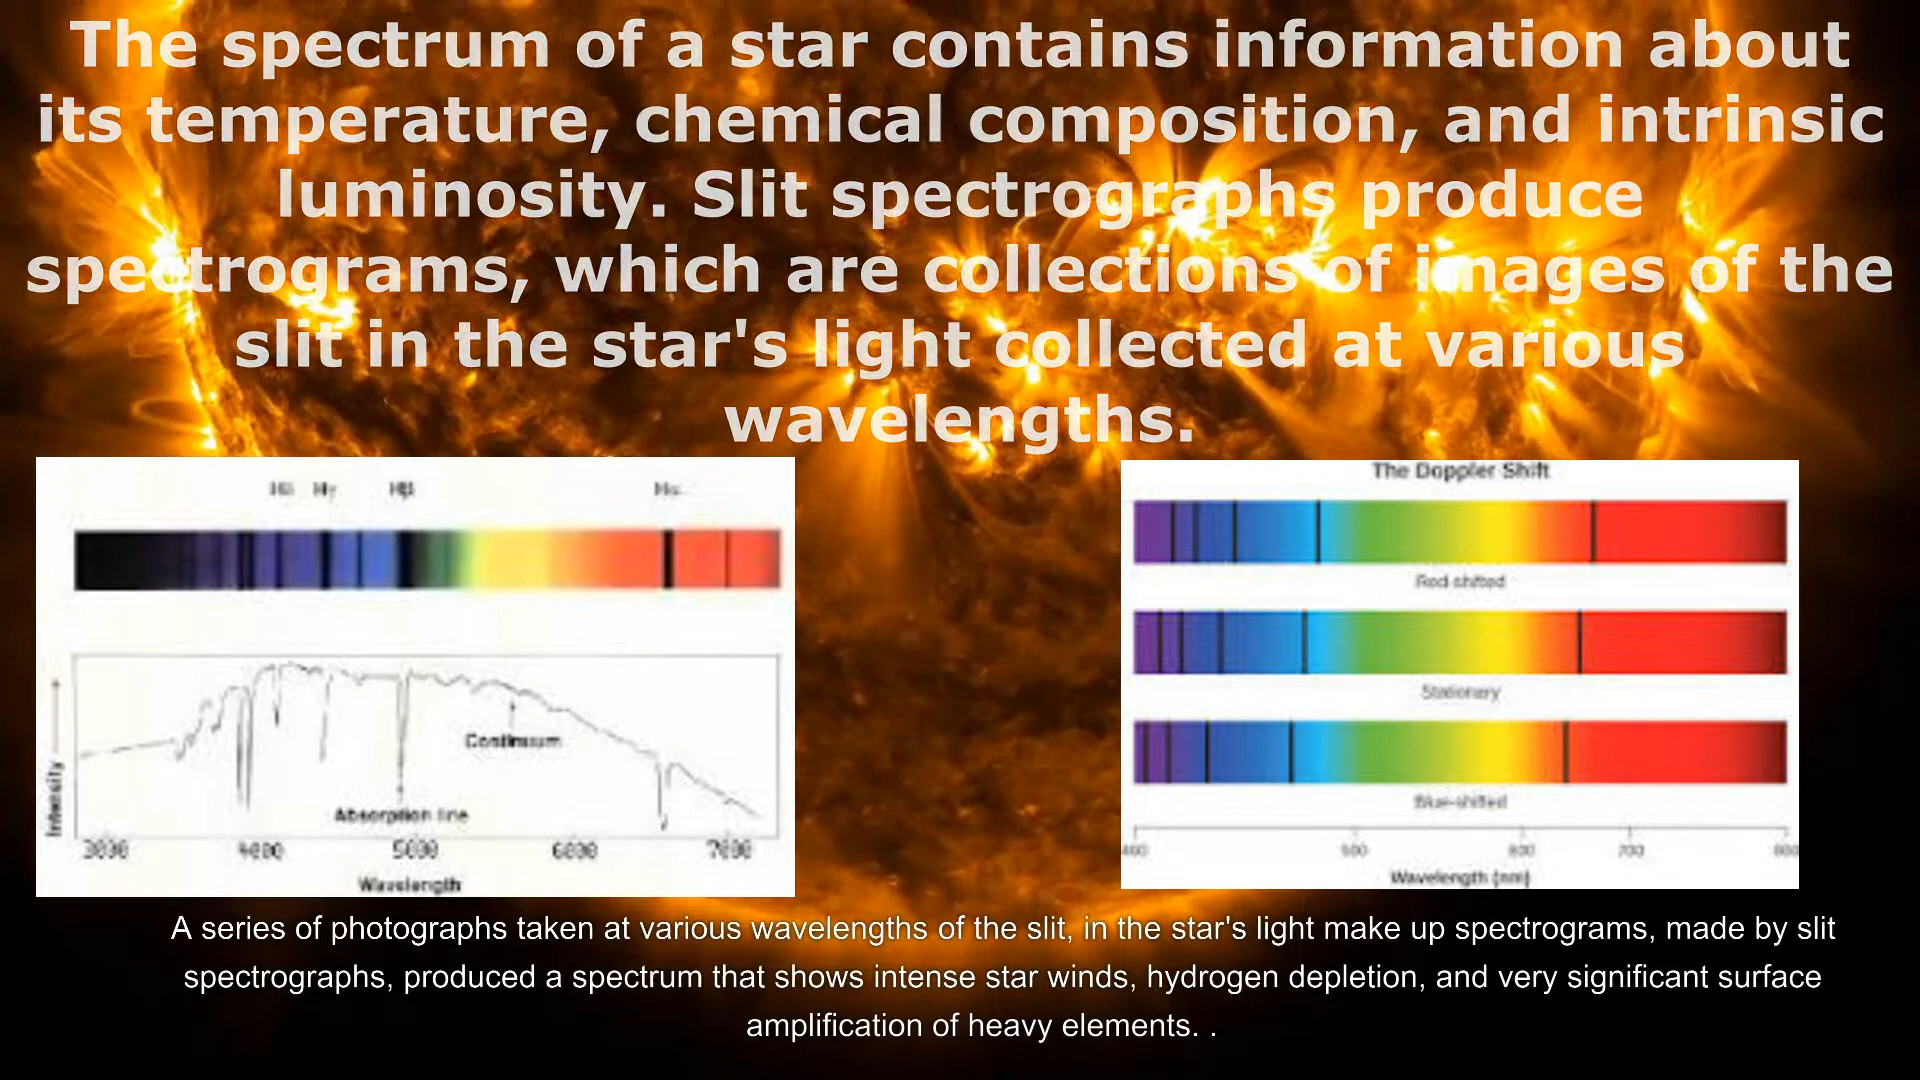 The spectrum of a star contains information about
its temperature, chemical composition, and intrinsic
luminosity. Slit spectrographs produce
spectrograms, which are collections of images of the
slit in the star's light collected at various
wavelengths.
Hδ Hγ Hβ Hα
Continuum
Absorption line
Intensity
3000 4000 5000 6000 7000
Wavelength
The Doppler Shift
Red-shifted
Stationary
Blue-shifted
700
Wavelength (nm)
A series of photographs taken at various wavelengths of the slit, in the star's light make up spectrograms, made by slit
spectrographs, produced a spectrum that shows intense star winds, hydrogen depletion, and very significant surface
amplification of heavy elements. .